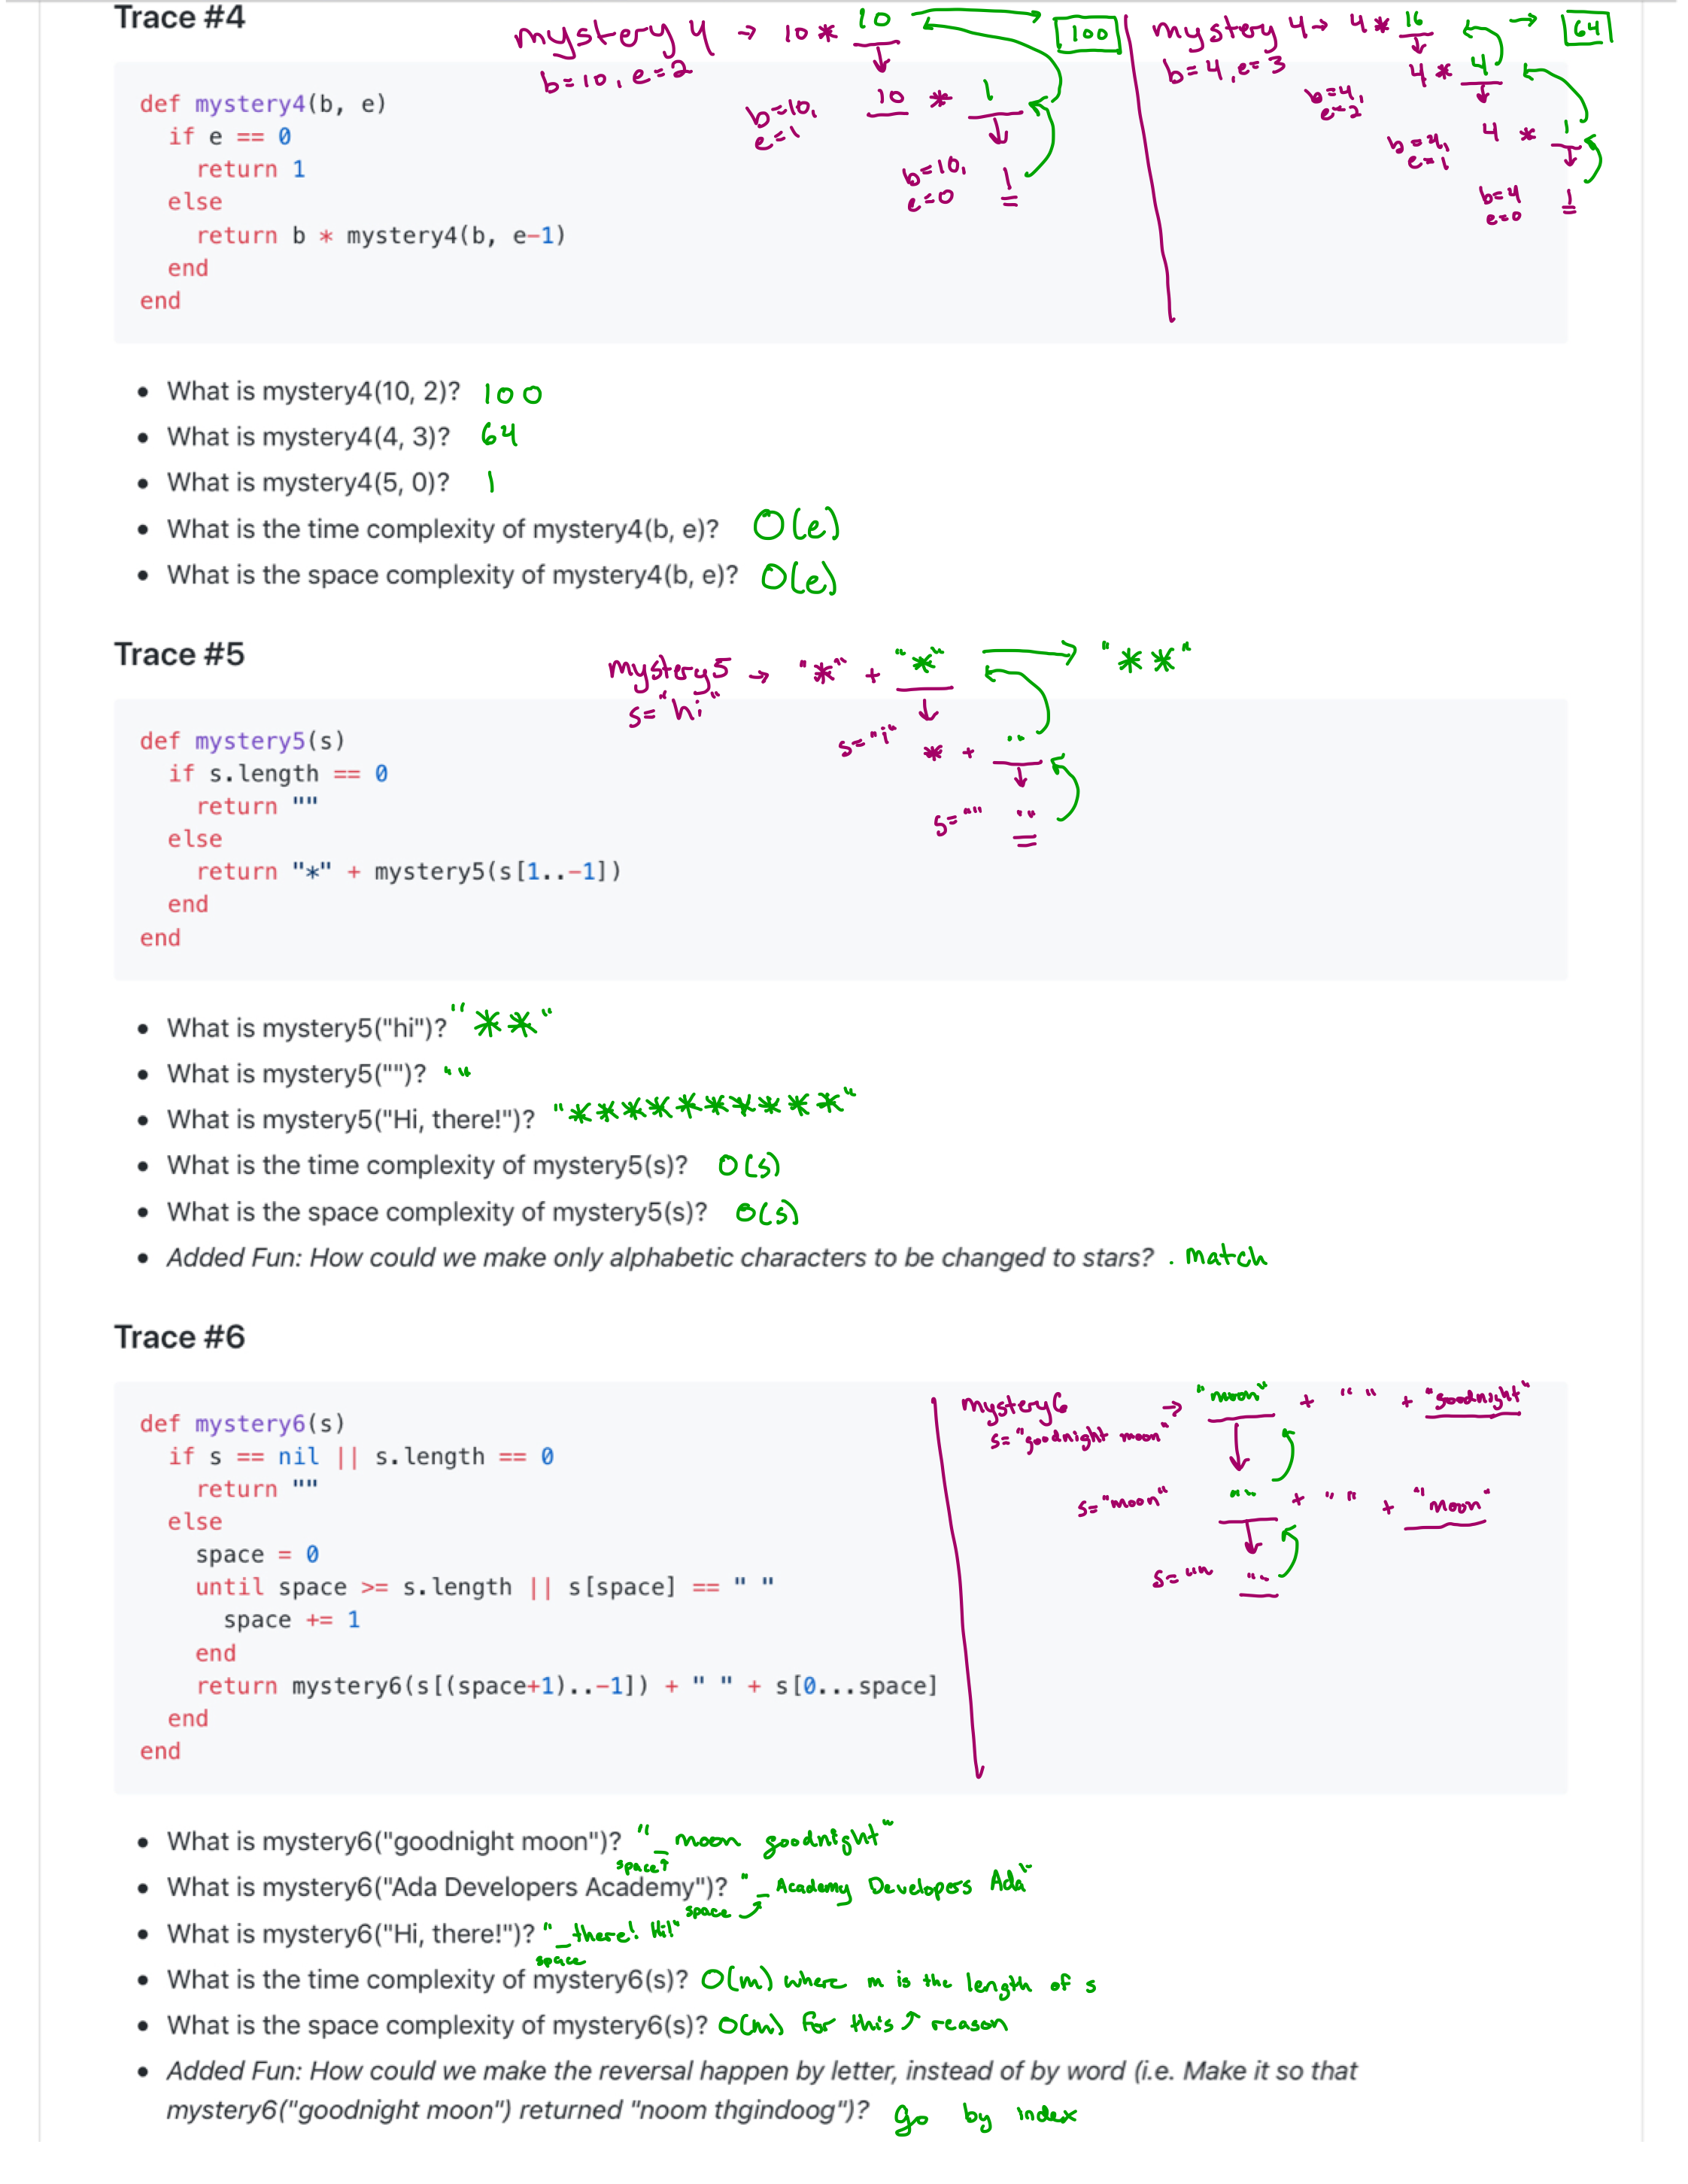 Trace #4
mystery 4 → 10 * 10 → 100
b=10, e=2
b=10, e=1 10 * 1
b=10, e=0 1
mystery 4 → 4 * 16 → 64
b=4, e=3
4 * 4
b=4, e=2
4 * 1
b=4, e=1
b=4 e=0 1
def mystery4(b, e)
if e == 0
return 1
else
return b * mystery4(b, e-1)
end
end
• What is mystery4(10, 2)? 100
• What is mystery4(4, 3)? 64
• What is mystery4(5, 0)? 1
• What is the time complexity of mystery4(b, e)? O(e)
• What is the space complexity of mystery4(b, e)? O(e)
Trace #5
mystery5 → "*" + "*" → "**"
s="hi"
s="i" * + ""
s="" ""
def mystery5(s)
if s.length == 0
return ""
else
return "*" + mystery5(s[1..-1])
end
end
• What is mystery5("hi")? "**"
• What is mystery5("")? ""
• What is mystery5("Hi, there!")? "**********"
• What is the time complexity of mystery5(s)? O(s)
• What is the space complexity of mystery5(s)? O(s)
• Added Fun: How could we make only alphabetic characters to be changed to stars? .match
Trace #6
mystery6 → "moon" + " " + "goodnight"
s="goodnight moon"
s="moon" "" + " " + "moon"
s="" ""
def mystery6(s)
if s == nil || s.length == 0
return ""
else
space = 0
until space >= s.length || s[space] == " "
space += 1
end
return mystery6(s[(space+1)..-1]) + " " + s[0...space]
end
end
• What is mystery6("goodnight moon")? "_ moon goodnight"
space↑
• What is mystery6("Ada Developers Academy")? "_ Academy Developers Ada"
space
• What is mystery6("Hi, there!")? "_there! Hi!"
space
• What is the time complexity of mystery6(s)? O(m) where m is the length of s
• What is the space complexity of mystery6(s)? O(m) for this ↑ reason
• Added Fun: How could we make the reversal happen by letter, instead of by word (i.e. Make it so that
mystery6("goodnight moon") returned "noom thgindoog")? go by index